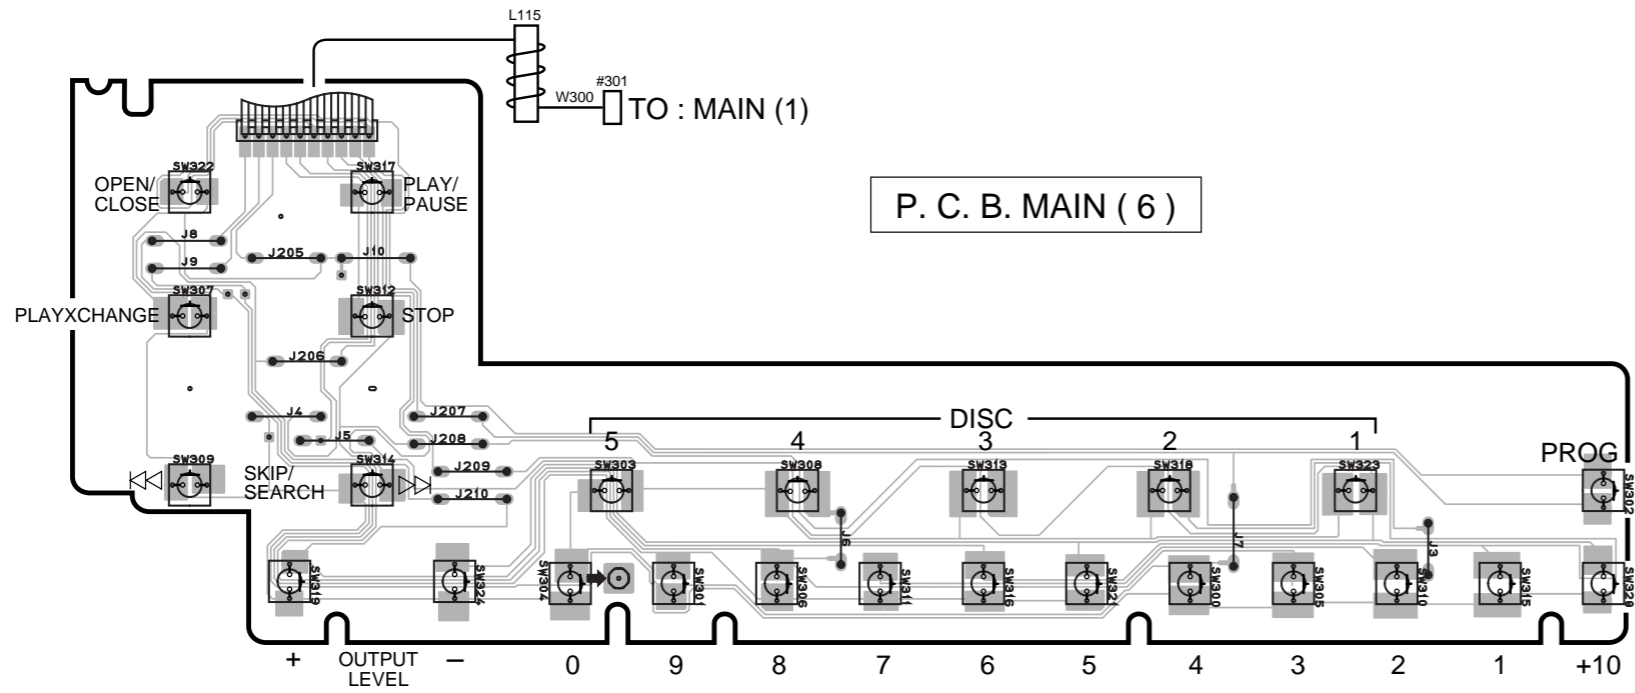 L115
#301
W300
TO : MAIN (1)
SW322
SW317
OPEN/
CLOSE
PLAY/
PAUSE
P. C. B. MAIN ( 6 )
J8
J205
J10
J9
SW307
SW312
PLAYXCHANGE
STOP
J206
J4
J207
J5
J208
DISC
5
4
3
2
1
PROG
SW309
SKIP/
SEARCH
SW314
J209
J210
SW303
SW308
SW313
SW318
SW323
SW302
J6
J7
J3
SW319
SW324
SW304
SW301
SW306
SW311
SW316
SW321
SW300
SW305
SW310
SW315
SW320
+
OUTPUT
LEVEL
–
0
9
8
7
6
5
4
3
2
1
+10